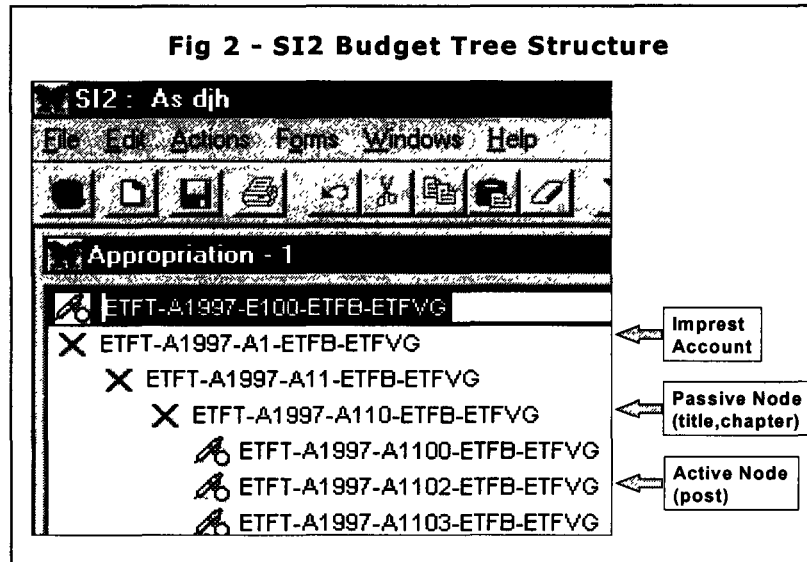 Fig 2 - SI2 Budget Tree Structure
SI2 : As djh
File Edit Actions Forms Windows Help
Appropriation - 1
ETFT-A1997-E100-ETFB-ETFVG
ETFT-A1997-A1-ETFB-ETFVG
Imprest
Account
ETFT-A1997-A11-ETFB-ETFVG
ETFT-A1997-A110-ETFB-ETFVG
Passive Node
(title,chapter)
ETFT-A1997-A1100-ETFB-ETFVG
ETFT-A1997-A1102-ETFB-ETFVG
Active Node
(post)
ETFT-A1997-A1103-ETFB-ETFVG